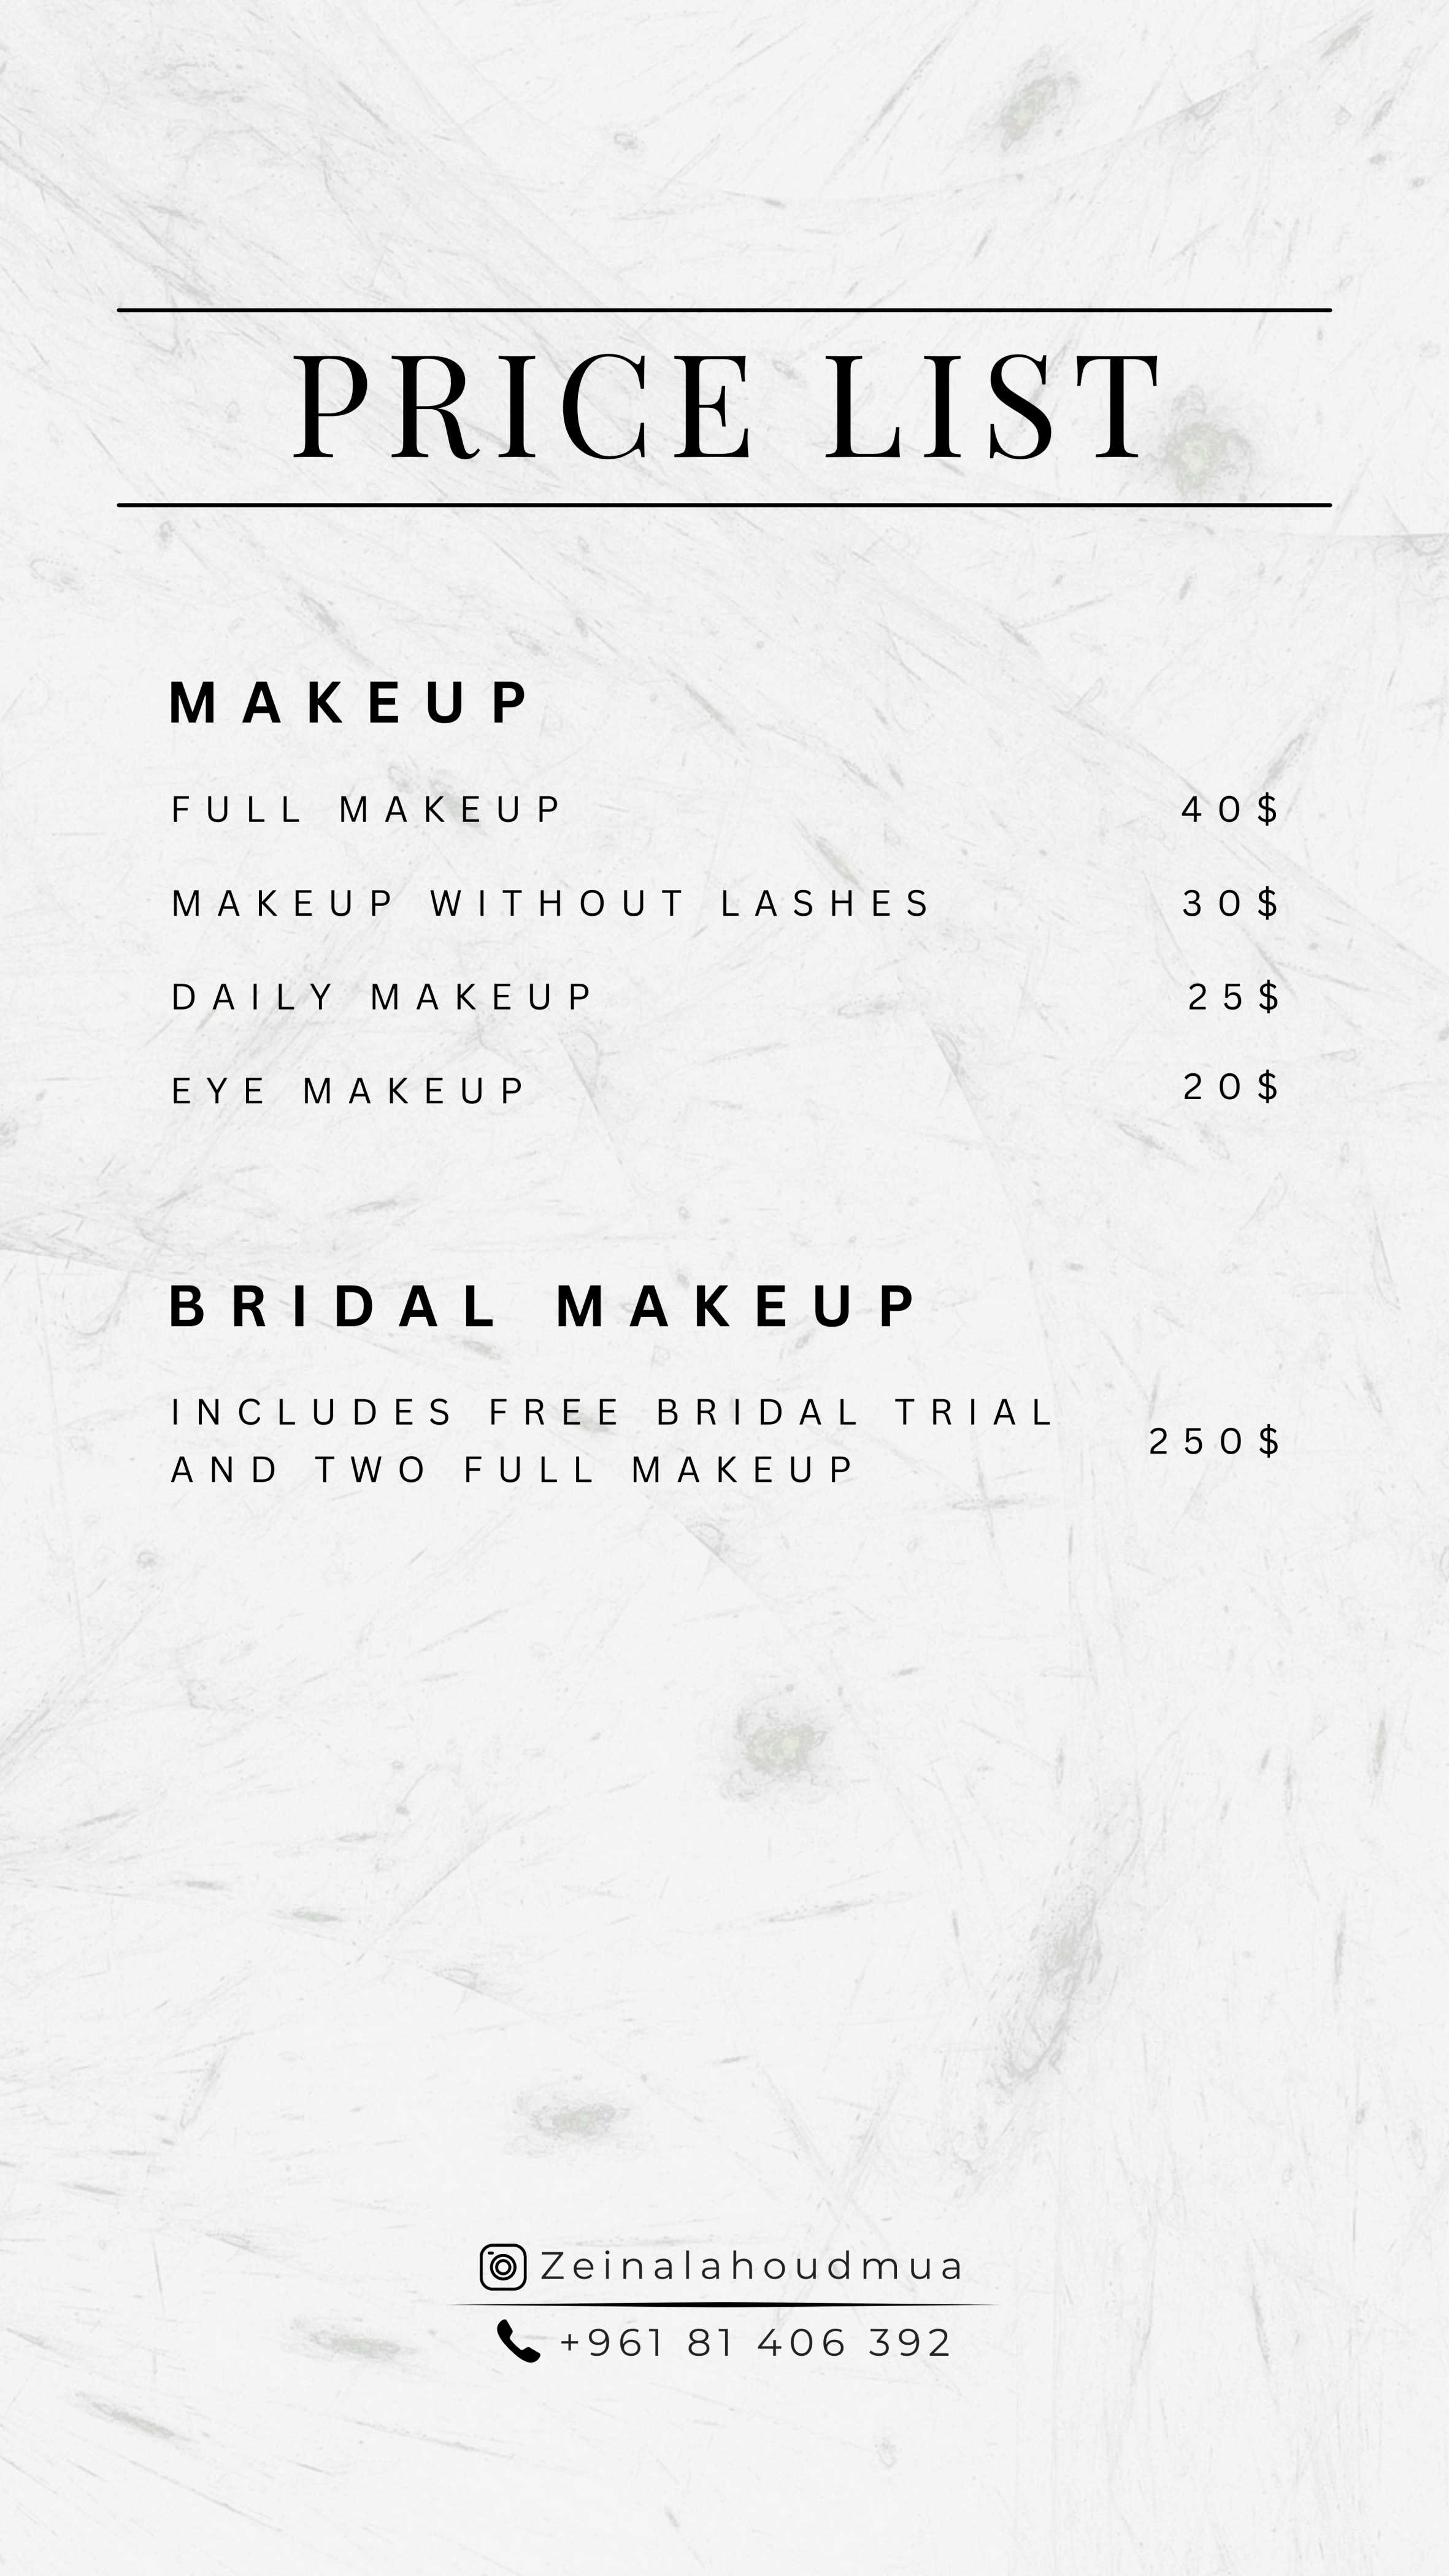 PRICE LIST
MAKEUP
FULL MAKEUP 40$
MAKEUP WITHOUT LASHES 30$
DAILY MAKEUP 25$
EYE MAKEUP 20$
BRIDAL MAKEUP
INCLUDES FREE BRIDAL TRIAL
AND TWO FULL MAKEUP 250$
Zeinalahoudmua
+961 81 406 392